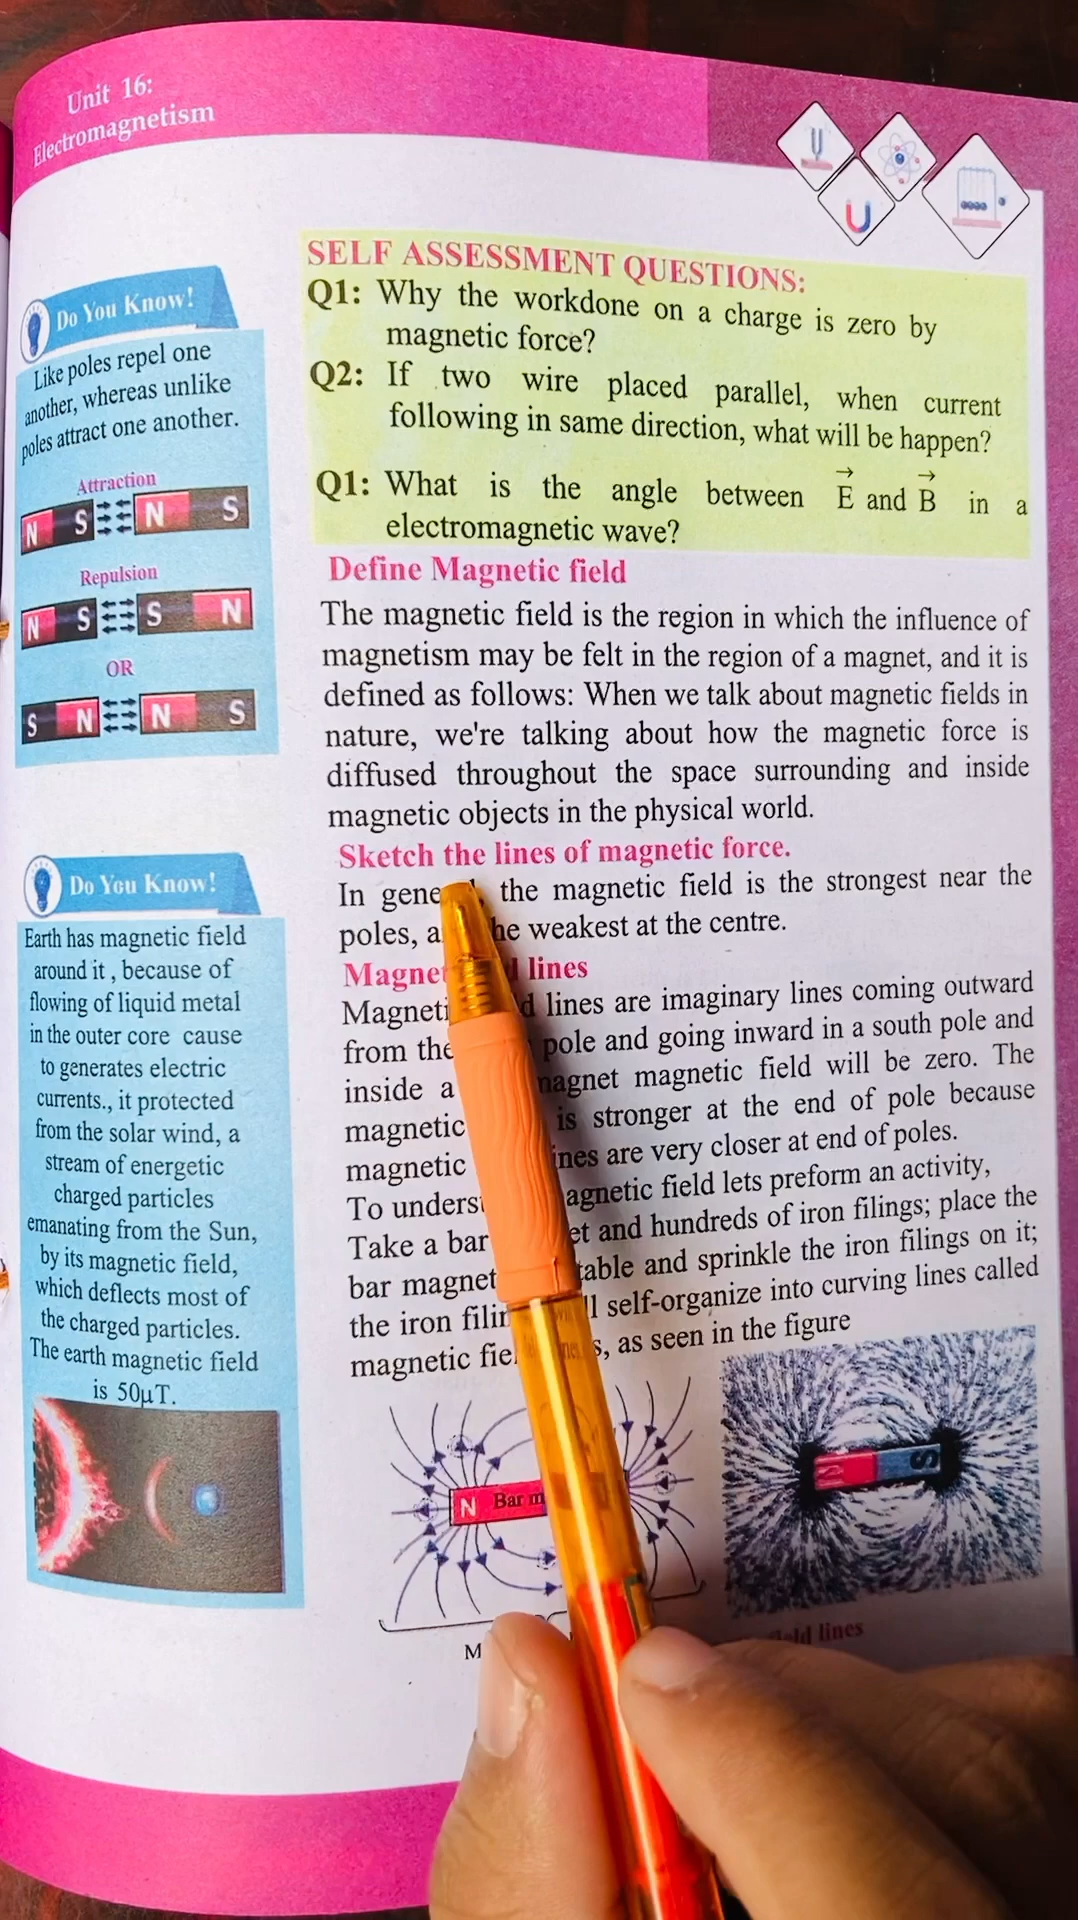 Unit 16:
Electromagnetism
SELF ASSESSMENT QUESTIONS:
Q1: Why the workdone on a charge is zero by
magnetic force?
Q2: If two wire placed parallel, when current
following in same direction, what will be happen?
Q1: What is the angle between E and B in a
electromagnetic wave?
Define Magnetic field
The magnetic field is the region in which the influence of
magnetism may be felt in the region of a magnet, and it is
defined as follows: When we talk about magnetic fields in
nature, we're talking about how the magnetic force is
diffused throughout the space surrounding and inside
magnetic objects in the physical world.
Sketch the lines of magnetic force.
In the magnetic field is the strongest near the
poles, weakest at the centre.
lines
lines are imaginary lines coming outward
from the pole and going inward in a south pole and
inside a magnet magnetic field will be zero. The
magnetic is stronger at the end of pole because
magnetic are very closer at end of poles.
To magnetic field lets preform an activity,
Take a bar and hundreds of iron filings; place the
bar magnet table and sprinkle the iron filings on it;
the iron self-organize into curving lines called
magnetic as seen in the figure
N Bar
N S
field lines
Do You Know!
Like poles repel one
another, whereas unlike
poles attract one another.
Attraction
N S N S
Repulsion
N S S N
OR
S N N S
Do You Know!
Earth has magnetic field
around it , because of
flowing of liquid metal
in the outer core cause
to generates electric
currents., it protected
from the solar wind, a
stream of energetic
charged particles
emanating from the Sun,
by its magnetic field,
which deflects most of
the charged particles.
The earth magnetic field
is 50µT.